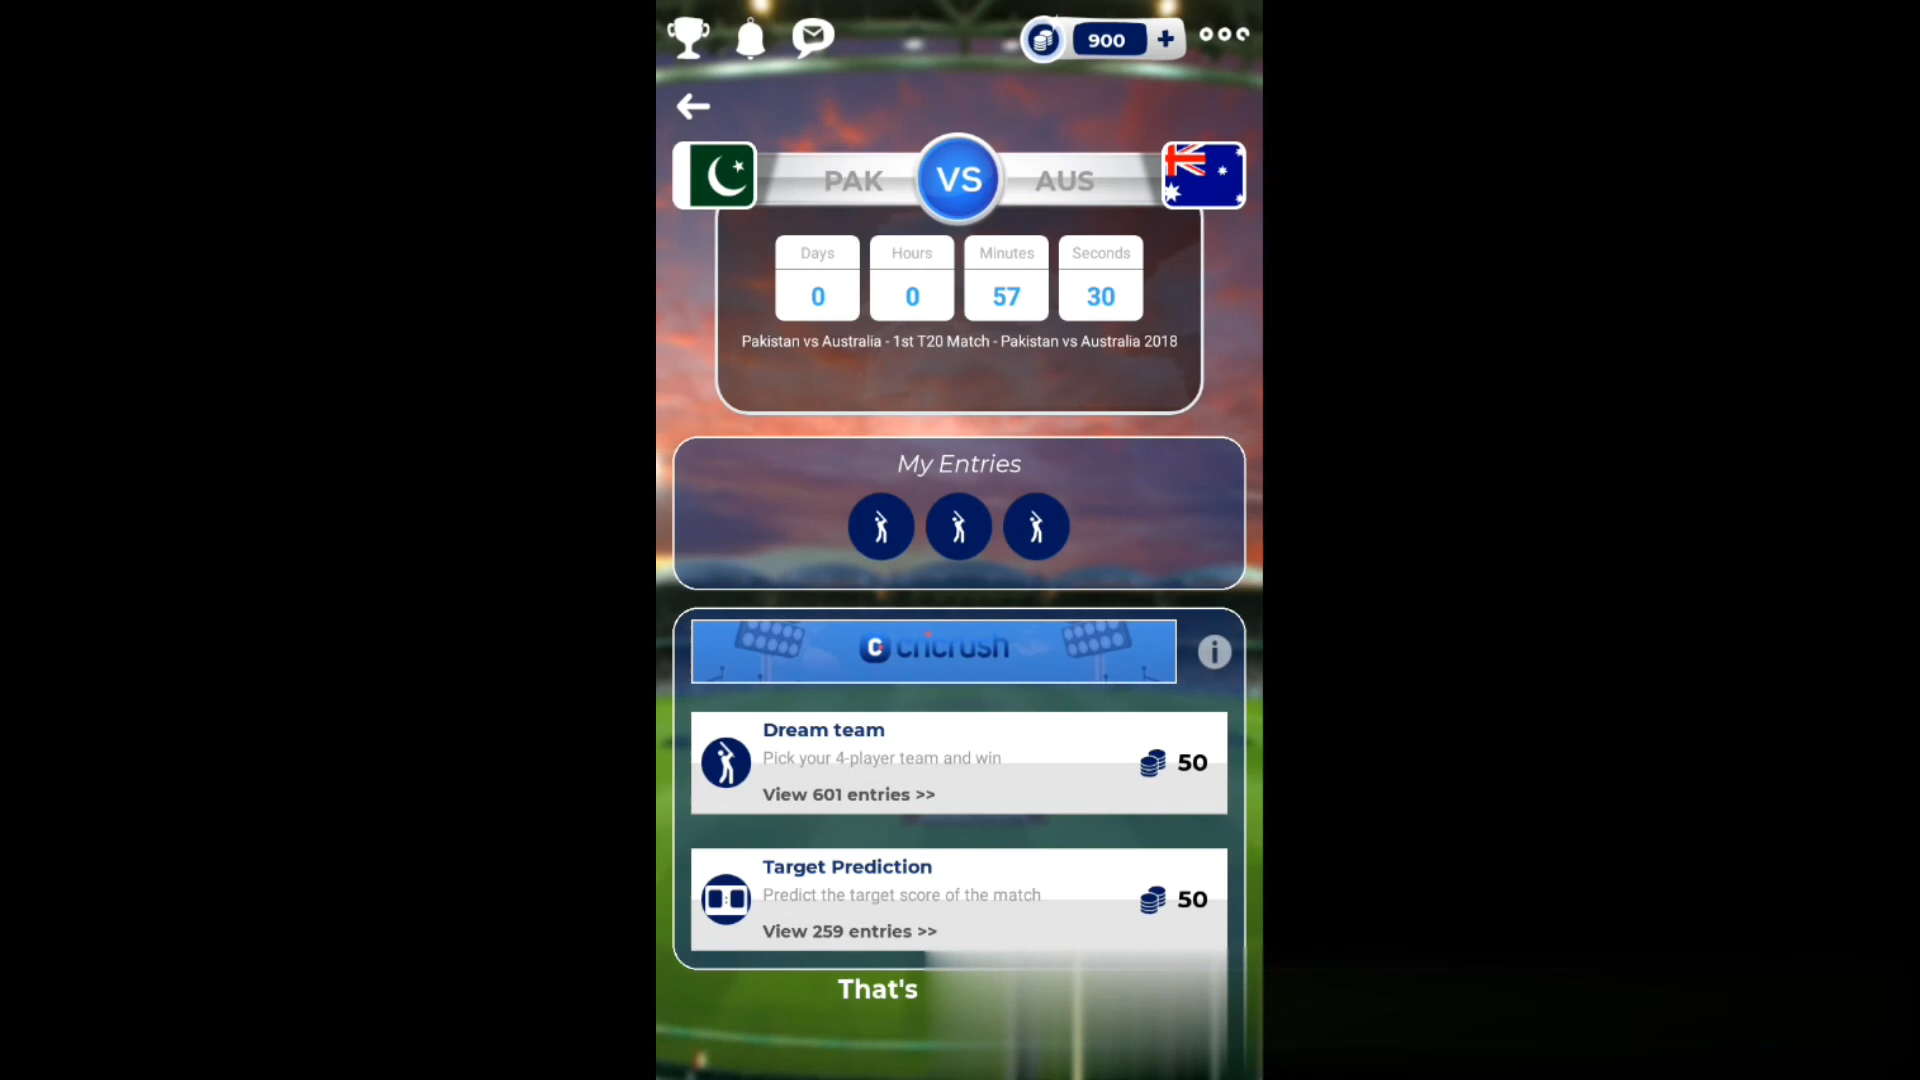 900
PAK VS AUS
Days Hours Minutes Seconds
0 0 57 30
Pakistan vs Australia - 1st T20 Match - Pakistan vs Australia 2018
My Entries
cricrush
Dream team
Pick your 4-player team and win
50
View 601 entries >>
Target Prediction
Predict the target score of the match
50
View 259 entries >>
That's